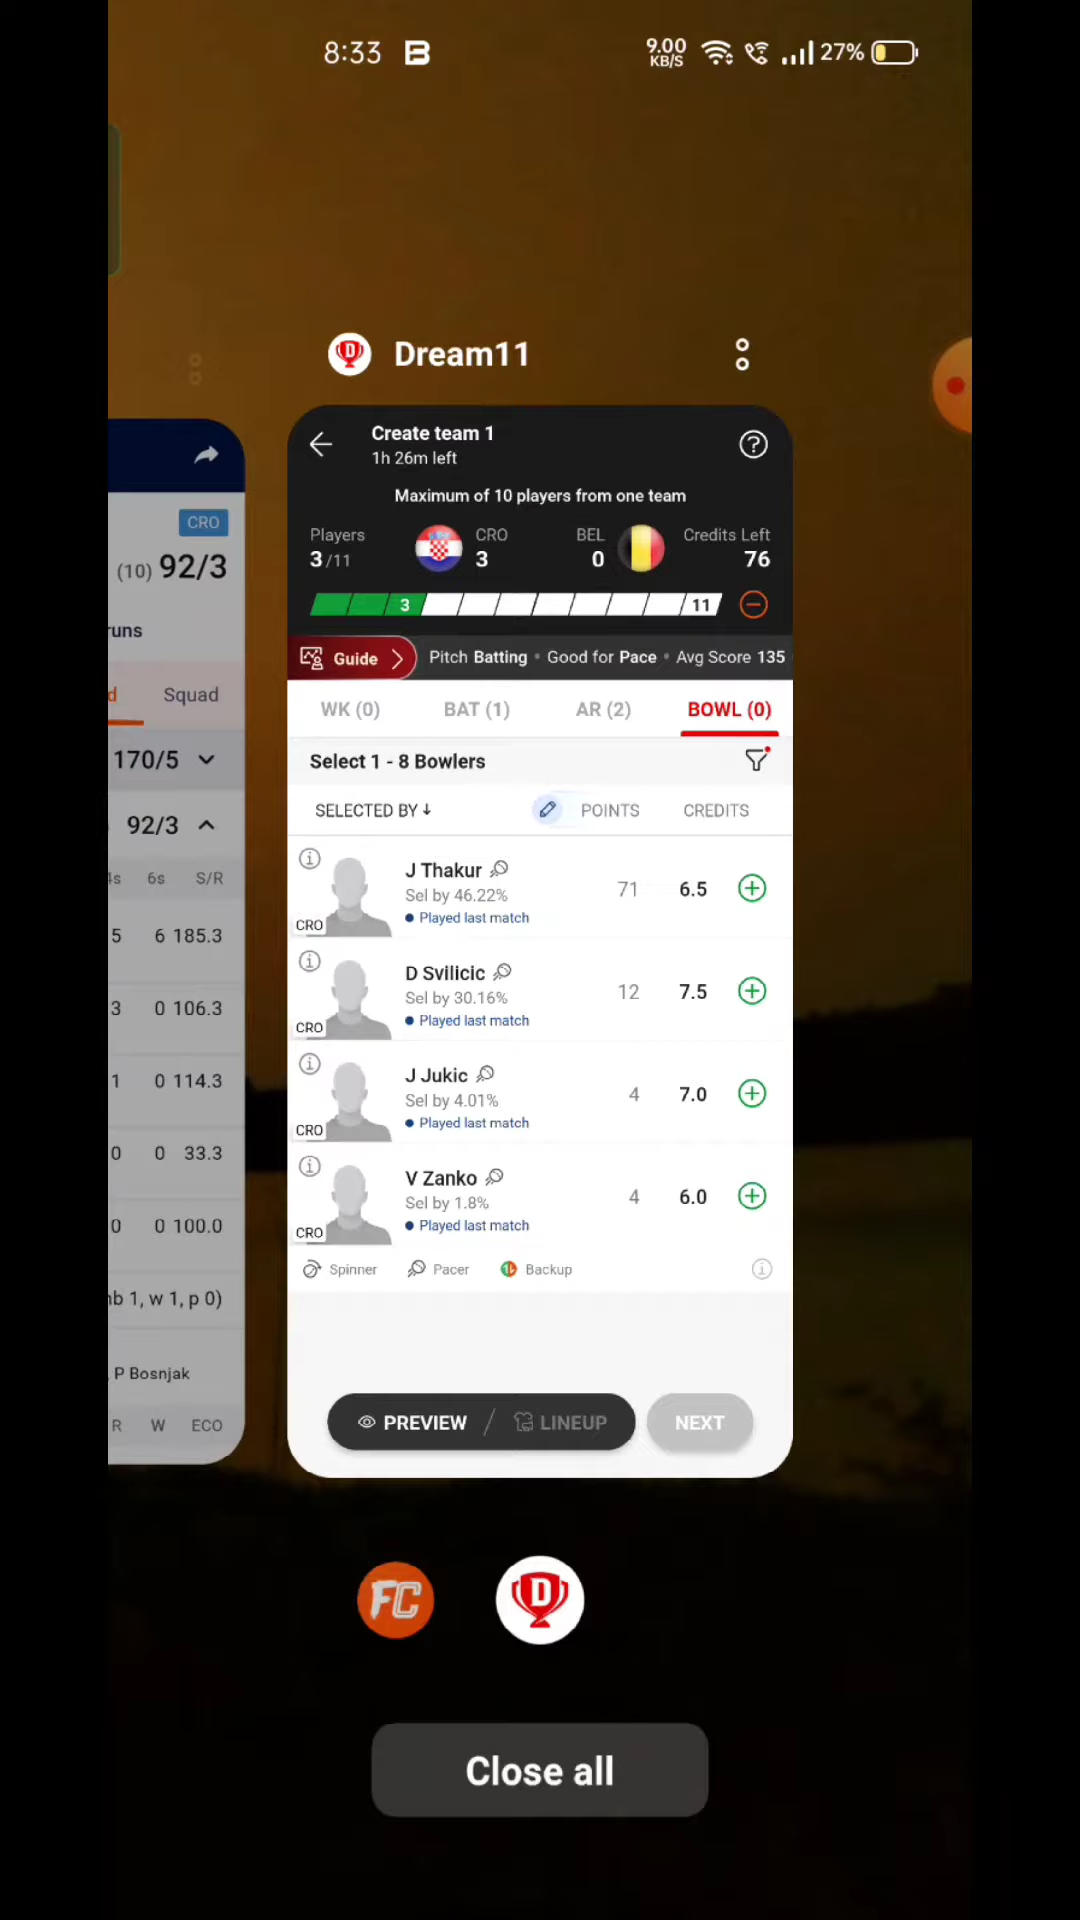 8:33
9.00 KB/S
27%
Dream11
Create team 1
1h 26m left
Maximum of 10 players from one team
Players 3/11
CRO 3
BEL 0
Credits Left 76
3 11
Guide Pitch Batting • Good for Pace • Avg Score 135
WK (0) BAT (1) AR (2) BOWL (0)
Select 1 - 8 Bowlers
SELECTED BY ↓ POINTS CREDITS
J Thakur
Sel by 46.22%
Played last match
CRO
71 6.5
D Svilicic
Sel by 30.16%
Played last match
CRO
12 7.5
J Jukic
Sel by 4.01%
Played last match
CRO
4 7.0
V Zanko
Sel by 1.8%
Played last match
CRO
4 6.0
Spinner Pacer Backup
PREVIEW / LINEUP NEXT
CRO
(10) 92/3
runs
d Squad
170/5
92/3
4s 6s S/R
5 6 185.3
3 0 106.3
1 0 114.3
0 0 33.3
0 0 100.0
nb 1, w 1, p 0)
, P Bosnjak
R W ECO
FC
D
Close all